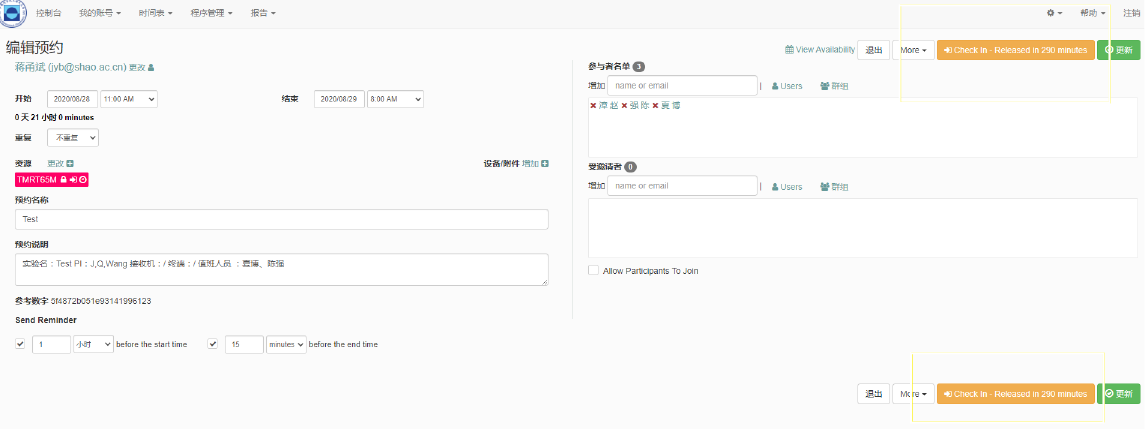 控制台 我的账号 时间表 程序管理 报告 帮助 注销
编辑预约
View Availability 退出 More Check In - Released in 290 minutes 更新
蒋甬斌 (jyb@shao.ac.cn) 更改
开始 2020/08/28 11:00 AM 结束 2020/08/29 8:00 AM
0 天 21 小时 0 minutes
重复 不重复
资源 更改 设备/附件 增加
TMRT65M
预约名称
Test
预约说明
实验名：Test PI：J,Q,Wang 接收机：/ 终端：/ 值班人员 ：夏博、陈强
参考数字 5f4872b051e93141996123
Send Reminder
1 小时 before the start time 15 minutes before the end time
参与者名单 3
增加 name or email | Users 群组
谭 赵 强 陈 夏 博
受邀请者 0
增加 name or email | Users 群组
Allow Participants To Join
退出 More Check In - Released in 290 minutes 更新